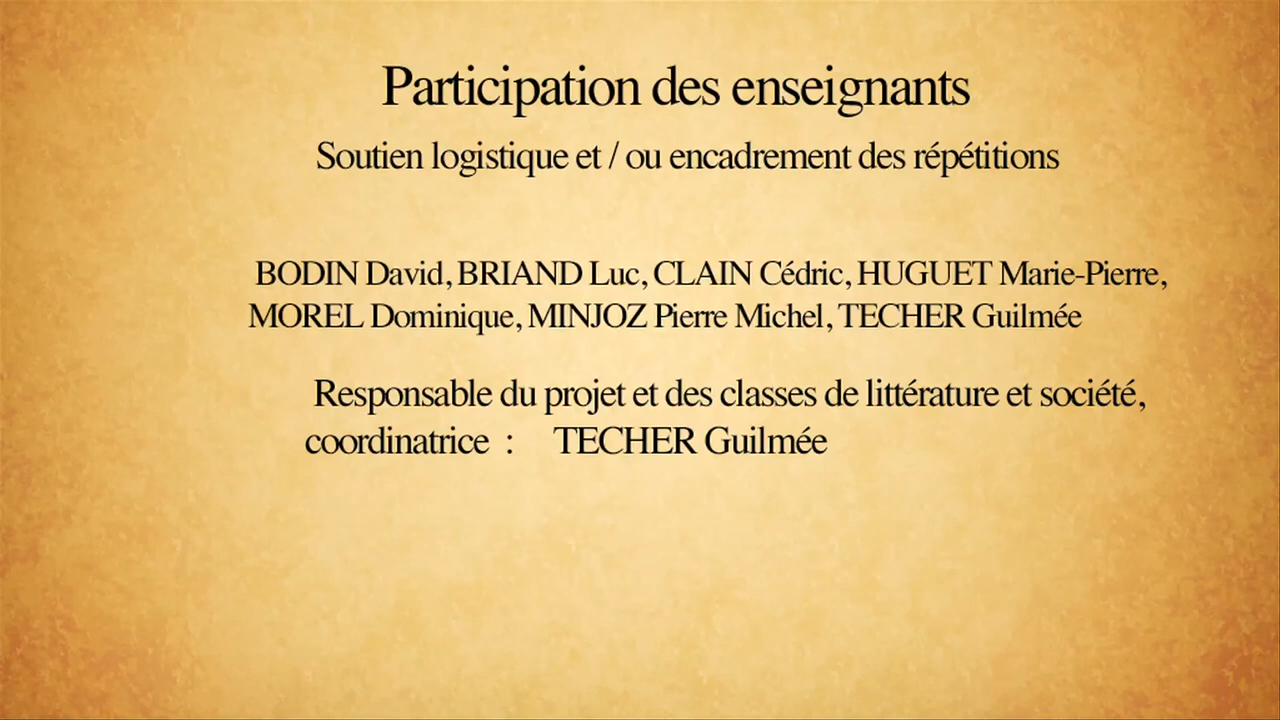 Participation des enseignants
Soutien logistique et / ou encadrement des répétitions
BODIN David, BRIAND Luc, CLAIN Cédric, HUGUET Marie-Pierre,
MOREL Dominique, MINJOZ Pierre Michel, TECHER Guilmée
Responsable du projet et des classes de littérature et société,
coordinatrice : TECHER Guilmée